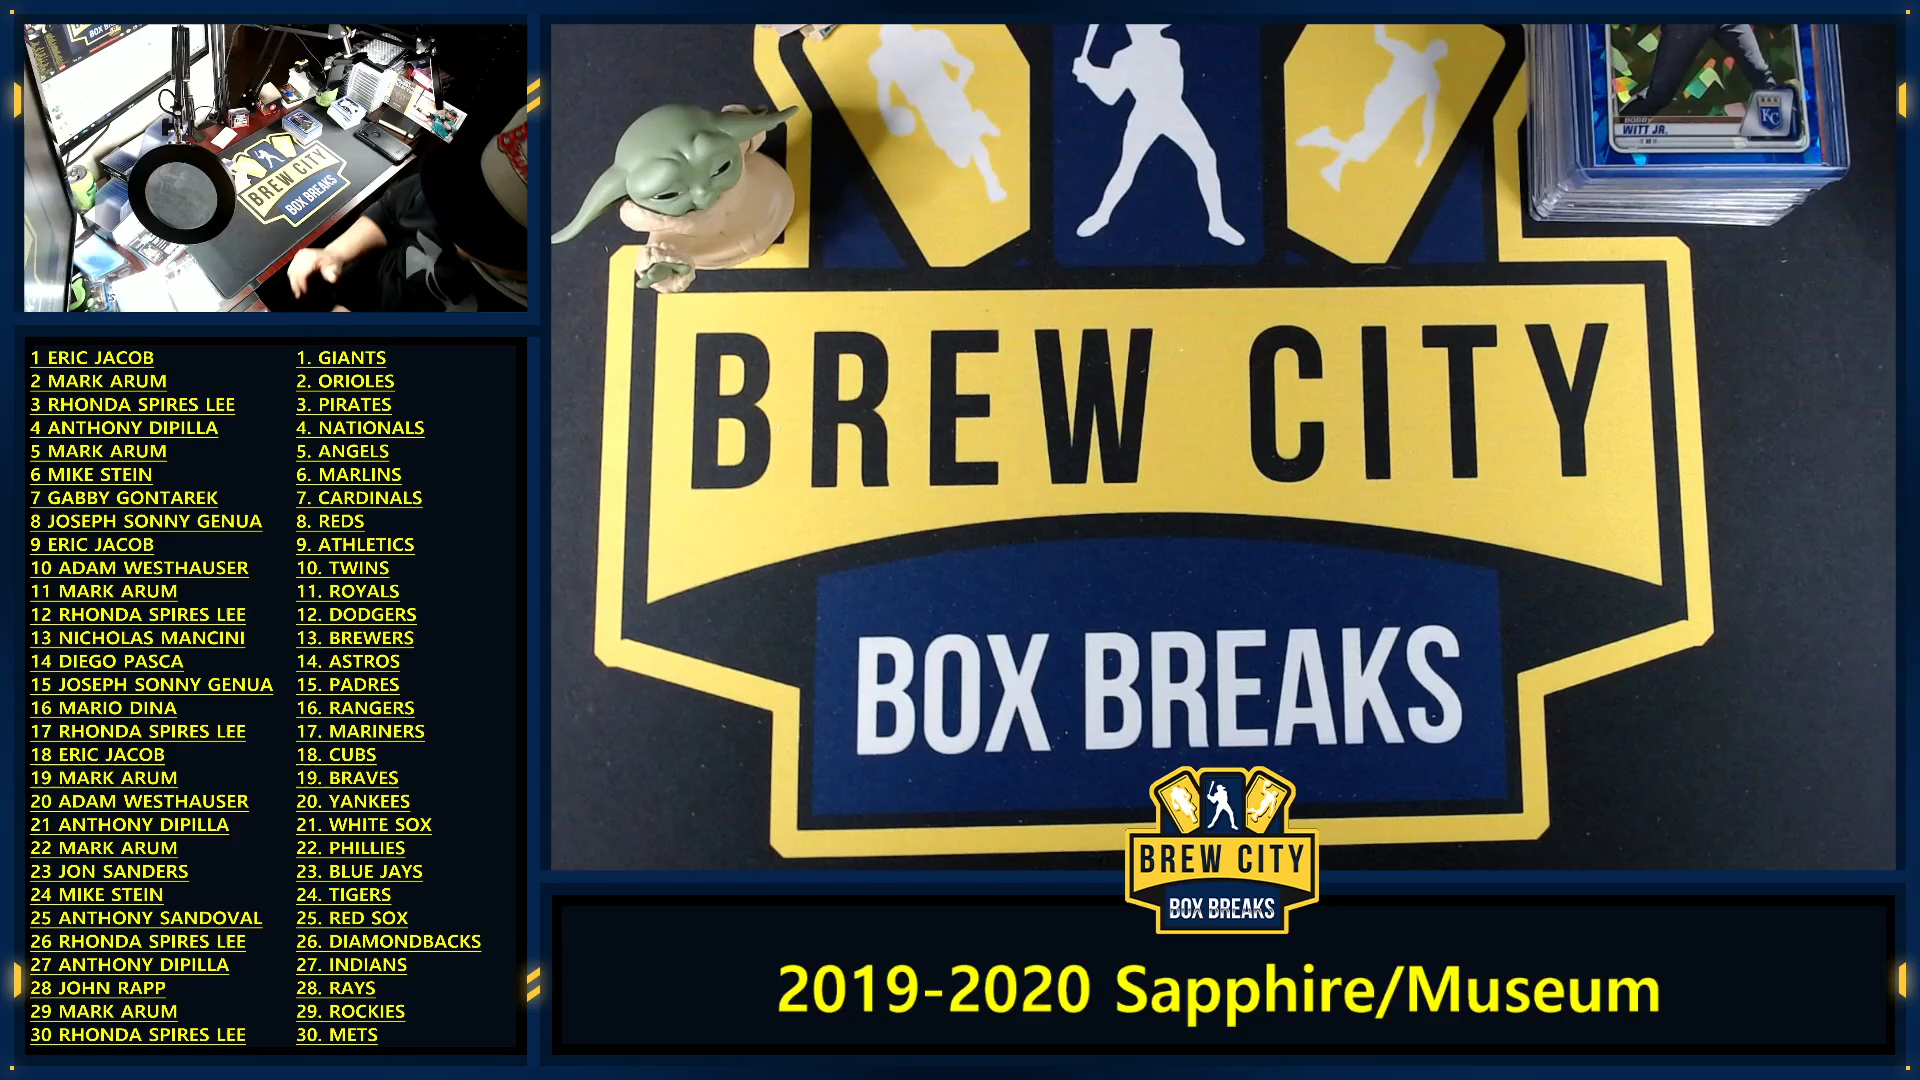 1 ERIC JACOB
2 MARK ARUM
3 RHONDA SPIRES LEE
4 ANTHONY DIPILLA
5 MARK ARUM
6 MIKE STEIN
7 GABBY GONTAREK
8 JOSEPH SONNY GENUA
9 ERIC JACOB
10 ADAM WESTHAUSER
11 MARK ARUM
12 RHONDA SPIRES LEE
13 NICHOLAS MANCINI
14 DIEGO PASCA
15 JOSEPH SONNY GENUA
16 MARIO DINA
17 RHONDA SPIRES LEE
18 ERIC JACOB
19 MARK ARUM
20 ADAM WESTHAUSER
21 ANTHONY DIPILLA
22 MARK ARUM
23 JON SANDERS
24 MIKE STEIN
25 ANTHONY SANDOVAL
26 RHONDA SPIRES LEE
27 ANTHONY DIPILLA
28 JOHN RAPP
29 MARK ARUM
30 RHONDA SPIRES LEE
1. GIANTS
2. ORIOLES
3. PIRATES
4. NATIONALS
5. ANGELS
6. MARLINS
7. CARDINALS
8. REDS
9. ATHLETICS
10. TWINS
11. ROYALS
12. DODGERS
13. BREWERS
14. ASTROS
15. PADRES
16. RANGERS
17. MARINERS
18. CUBS
19. BRAVES
20. YANKEES
21. WHITE SOX
22. PHILLIES
23. BLUE JAYS
24. TIGERS
25. RED SOX
26. DIAMONDBACKS
27. INDIANS
28. RAYS
29. ROCKIES
30. METS
BREW CITY
BOX BREAKS
BOBBY
WITT JR.
KC
BREW CITY
BOX BREAKS
BREW CITY
BOX BREAKS
2019-2020 Sapphire/Museum